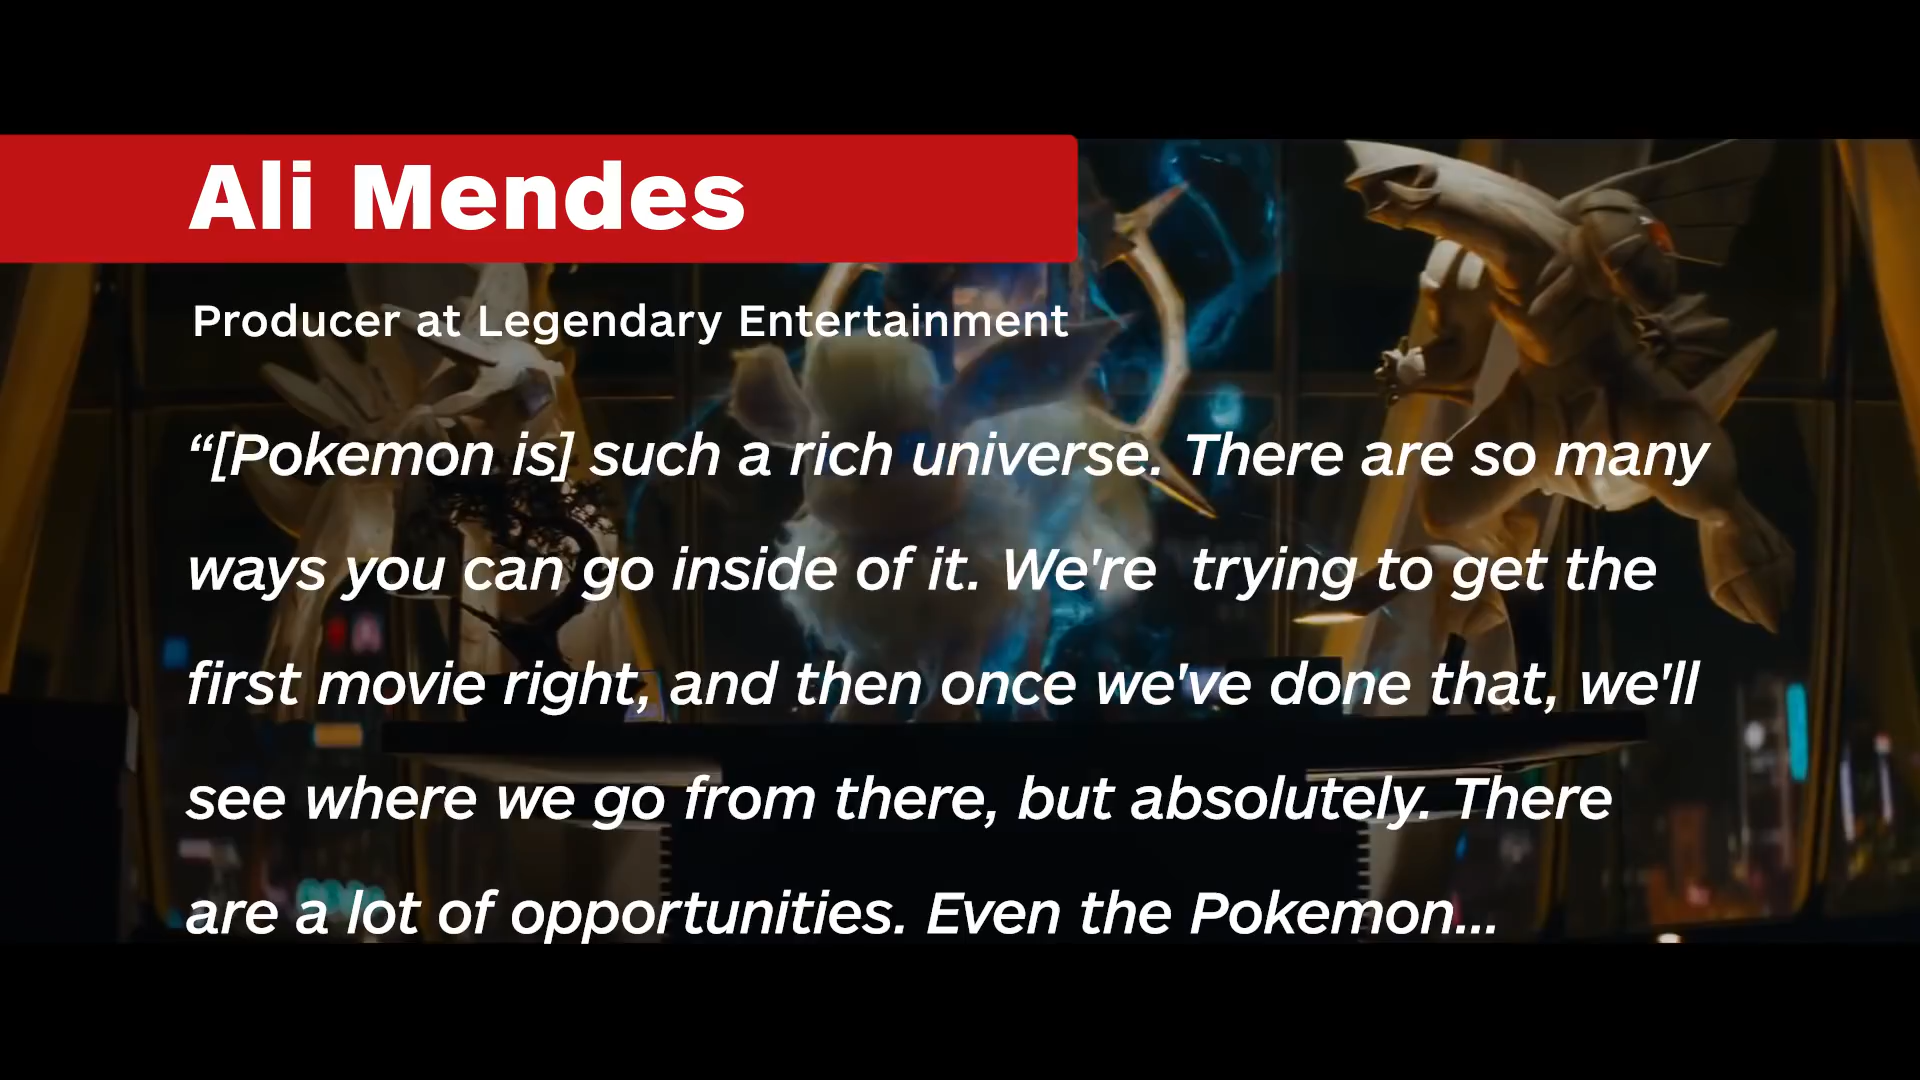 Ali Mendes
Producer at Legendary Entertainment
“[Pokemon is] such a rich universe. There are so many
ways you can go inside of it. We're  trying to get the
first movie right, and then once we've done that, we'll
see where we go from there, but absolutely. There
are a lot of opportunities. Even the Pokemon...